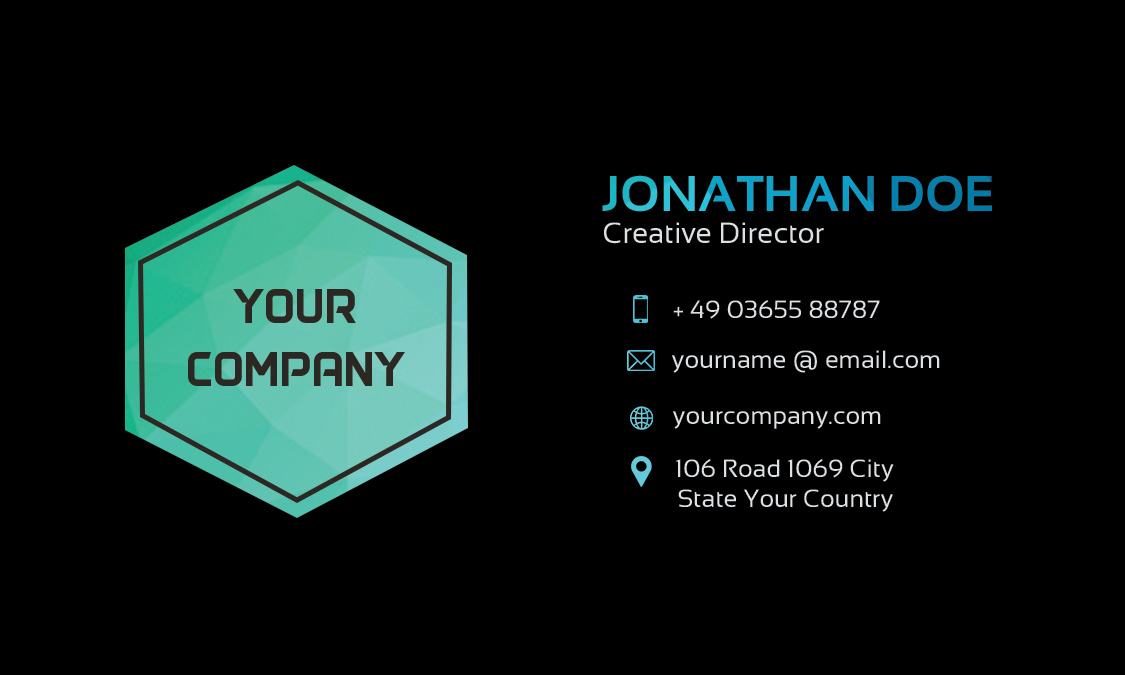 YOUR
COMPANY
JONATHAN DOE
Creative Director
+ 49 03655 88787
yourname @ email.com
yourcompany.com
106 Road 1069 City
State Your Country